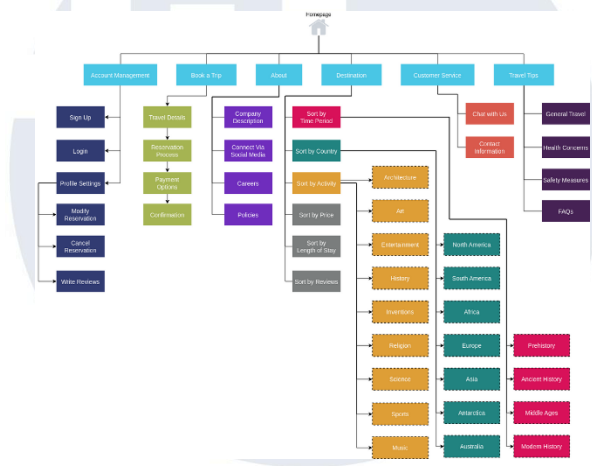 Homepage
Account Management
Book a Trip
About
Destination
Customer Service
Travel Tips
Sign Up
Login
Profile Settings
Modify
Reservation
Cancel
Reservation
Write Reviews
Travel Details
Reservation
Process
Payment
Options
Confirmation
Company
Description
Connect Via
Social Media
Careers
Policies
Sort by
Time Period
Sort by Country
Sort by Activity
Sort by Price
Sort by
Length of Stay
Sort by Reviews
Architecture
Art
Entertainment
History
Inventions
Religion
Science
Sports
Music
North America
South America
Africa
Europe
Asia
Antarctica
Australia
Prehistory
Ancient History
Middle Ages
Modern History
Chat with Us
Contact
Information
General Travel
Health Concerns
Safety Measures
FAQs